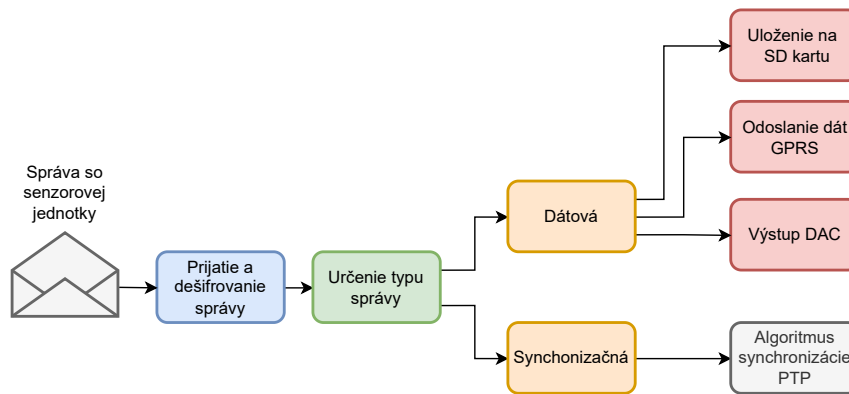 Správa so
senzorovej
jednotky
Prijatie a
dešifrovanie
správy
Určenie typu
správy
Dátová
Synchonizačná
Uloženie na
SD kartu
Odoslanie dát
GPRS
Výstup DAC
Algoritmus
synchronizácie
PTP